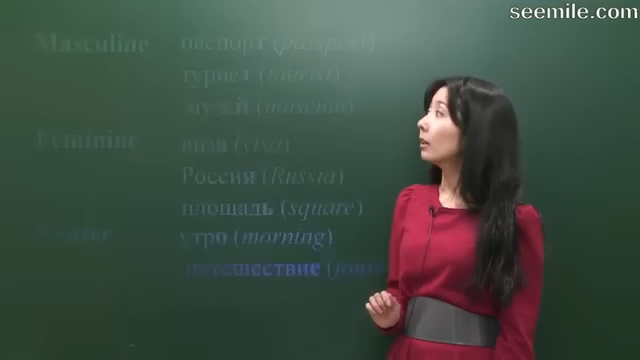 seemile.com
Masculine паспорт (passport)
турист (tourist)
музей (museum)
Feminine виза (visa)
Россия (Russia)
площадь (square)
Neuter утро (morning)
путешествие